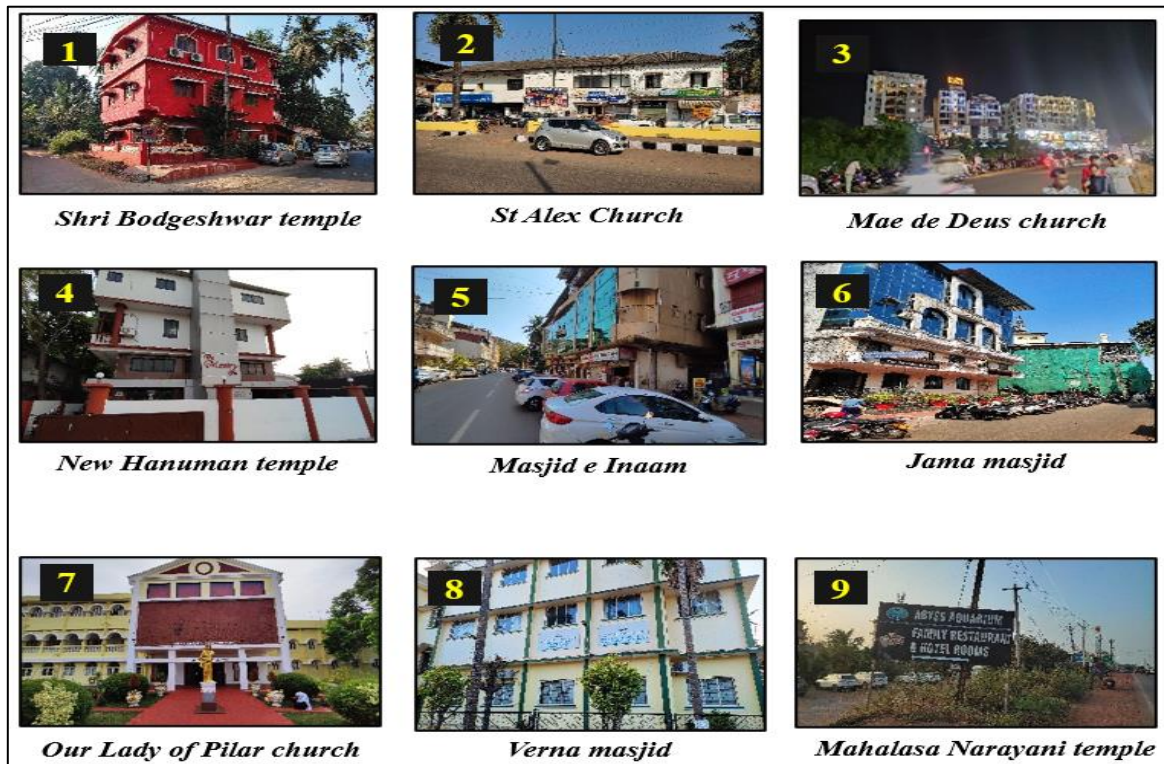 1
2
3
Shri Bodgeshwar temple
St Alex Church
Mae de Deus church
4
5
6
New Hanuman temple
Masjid e Inaam
Jama masjid
7
8
9
ABYSS AQUARIUM
FAMILY RESTAURANT
& HOTEL ROOMS
Our Lady of Pilar church
Verna masjid
Mahalasa Narayani temple